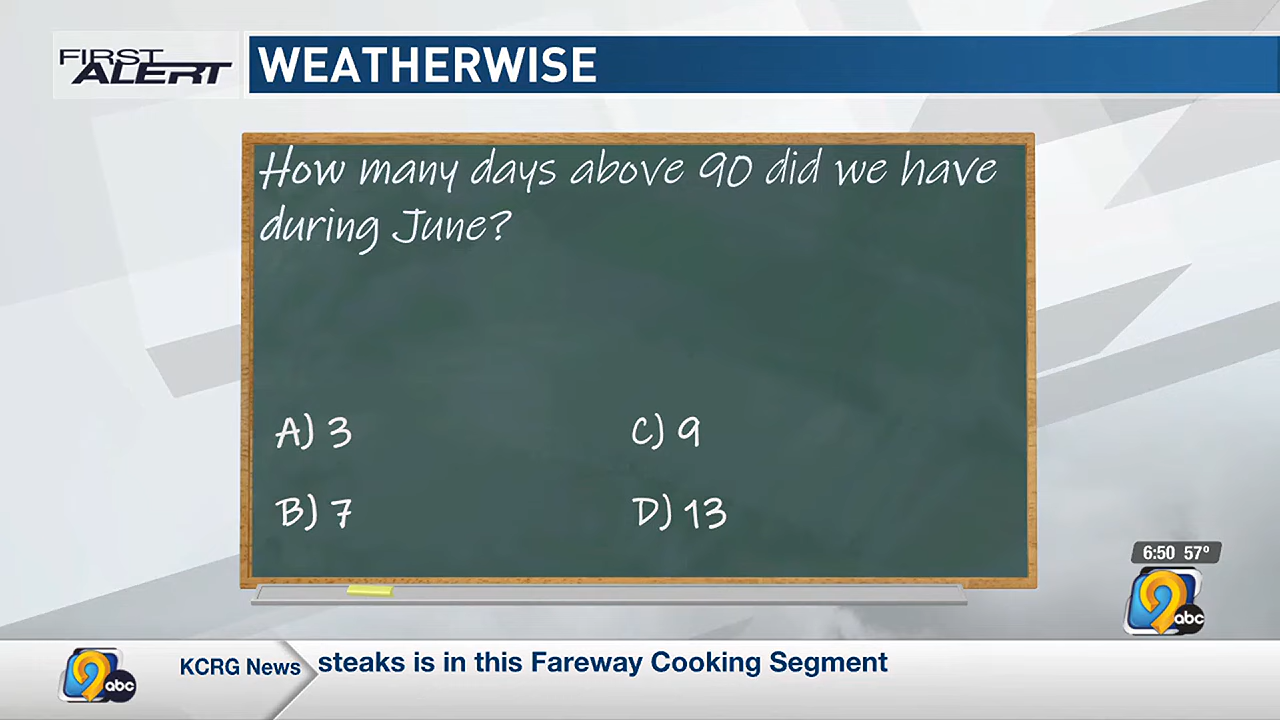 FIRST
ALERT
WEATHERWISE
How many days above 90 did we have
during June?
A) 3
C) 9
B) 7
D) 13
6:50 57°
9
abc
9
abc
KCRG News
steaks is in this Fareway Cooking Segment